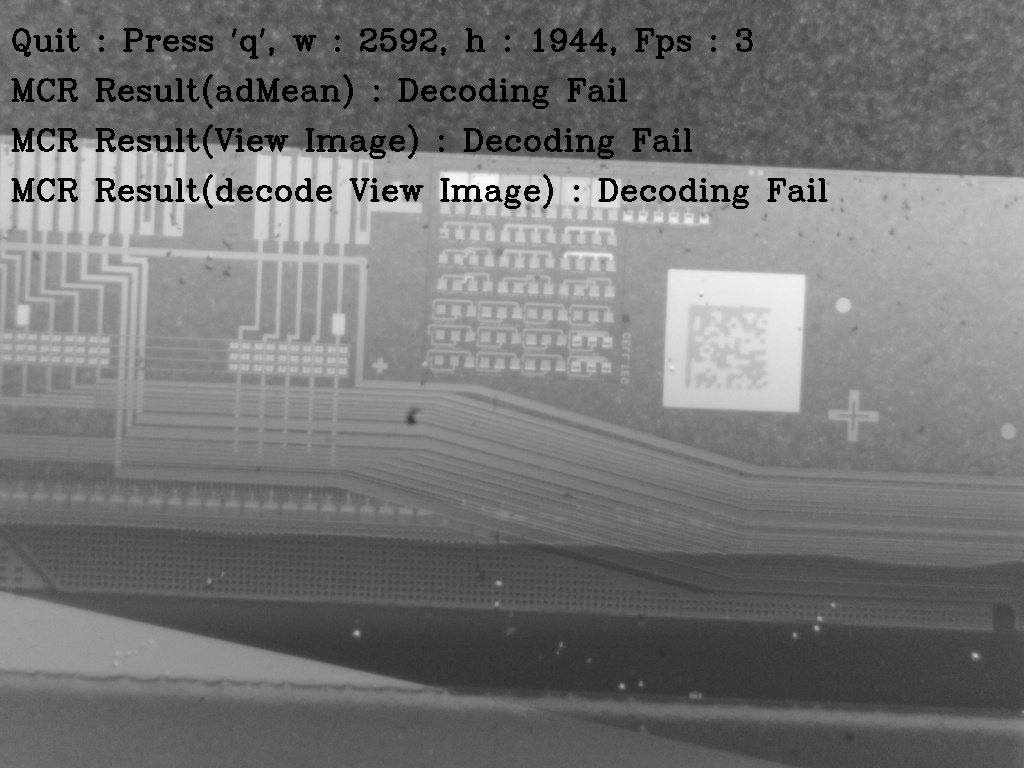 Quit : Press 'q', w : 2592, h : 1944, Fps : 3
MCR Result(adMean) : Decoding Fail
MCR Result(View Image) : Decoding Fail
MCR Result(decode View Image) : Decoding Fail